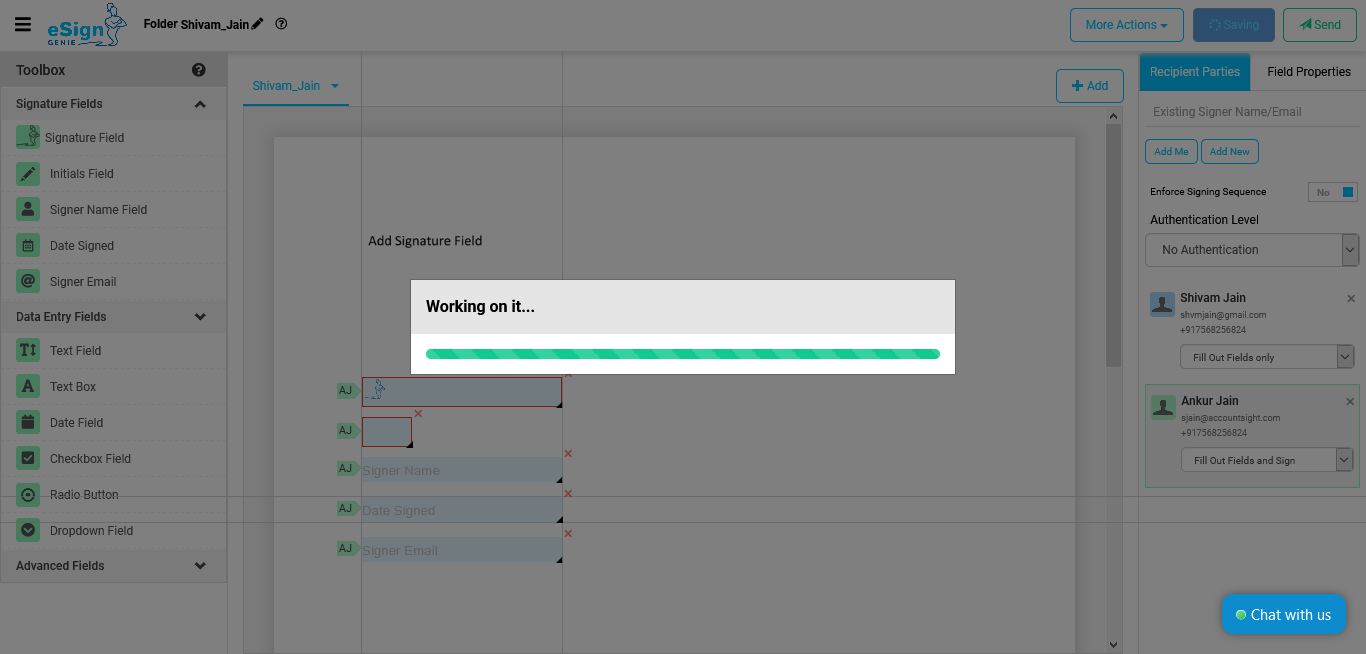 eSign
GENIE
Folder Shivam_Jain
More Actions
Saving
Send
Toolbox
Signature Fields
Signature Field
Initials Field
Signer Name Field
Date Signed
Signer Email
Data Entry Fields
Text Field
Text Box
Date Field
Checkbox Field
Radio Button
Dropdown Field
Advanced Fields
Shivam_Jain
Add
Add Signature Field
Working on it...
AJ
AJ
AJ Signer Name
AJ Date Signed
AJ Signer Email
Recipient Parties
Field Properties
Existing Signer Name/Email
Add Me
Add New
Enforce Signing Sequence
No
Authentication Level
No Authentication
Shivam Jain
shvmjain@gmail.com
+917568256824
Fill Out Fields only
Ankur Jain
sjain@accountsight.com
+917568256824
Fill Out Fields and Sign
Chat with us